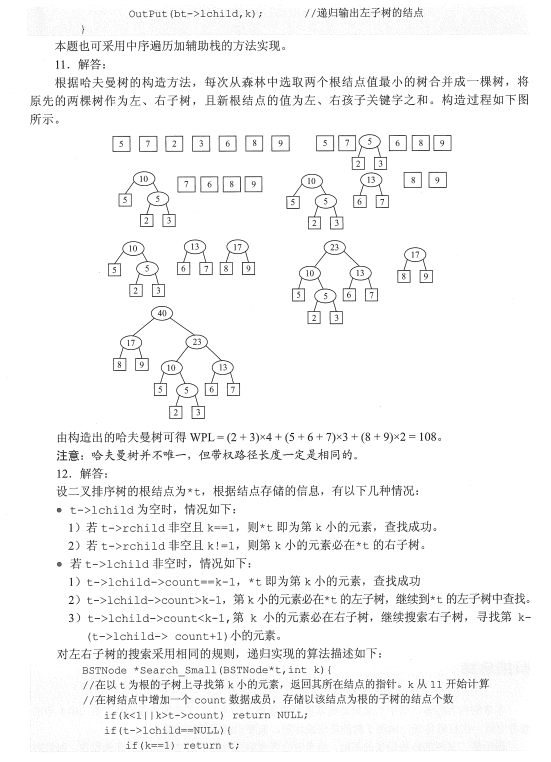 OutPut(bt->lchild,k); //递归输出左子树的结点
}
本题也可采用中序遍历加辅助栈的方法实现。
11．解答：
根据哈夫曼树的构造方法，每次从森林中选取两个根结点值最小的树合并成一棵树，将
原先的两棵树作为左、右子树，且新根结点的值为左、右孩子关键字之和。构造过程如下图
所示。
5 7 2 3 6 8 9 5 7 5 6 8 9
2 3
10 7 6 8 9 10 13 8 9
5 5 5 5 6 7
2 3 2 3
10 13 17 23 17
5 5 6 7 8 9 10 13 8 9
2 3 5 5 6 7
2 3
40
17 23
8 9 10 13
5 5 6 7
2 3
由构造出的哈夫曼树可得 WPL = (2 + 3)×4 + (5 + 6 + 7)×3 + (8 + 9)×2 = 108。
注意：哈夫曼树并不唯一，但带权路径长度一定是相同的。
12．解答：
设二叉排序树的根结点为*t，根据结点存储的信息，有以下几种情况：
● t->lchild 为空时，情况如下：
1）若 t->rchild 非空且 k==1，则*t 即为第 k 小的元素，查找成功。
2）若 t->rchild 非空且 k!=1，则第 k 小的元素必在*t 的右子树。
● 若 t->lchild 非空时，情况如下：
1）t->lchild->count==k-1，*t 即为第 k 小的元素，查找成功
2）t->lchild->count>k-1，第 k 小的元素必在*t 的左子树，继续到*t 的左子树中查找。
3）t->lchild->count<k-1,第 k 小的元素必在右子树，继续搜索右子树，寻找第 k-
(t->lchild-> count+1)小的元素。
对左右子树的搜索采用相同的规则，递归实现的算法描述如下：
BSTNode *Search_Small(BSTNode*t,int k){
//在以 t 为根的子树上寻找第 k 小的元素，返回其所在结点的指针。k 从 11 开始计算
//在树结点中增加一个 count 数据成员，存储以该结点为根的子树的结点个数
if(k<1||k>t->count) return NULL;
if(t->lchild==NULL){
if(k==1) return t;